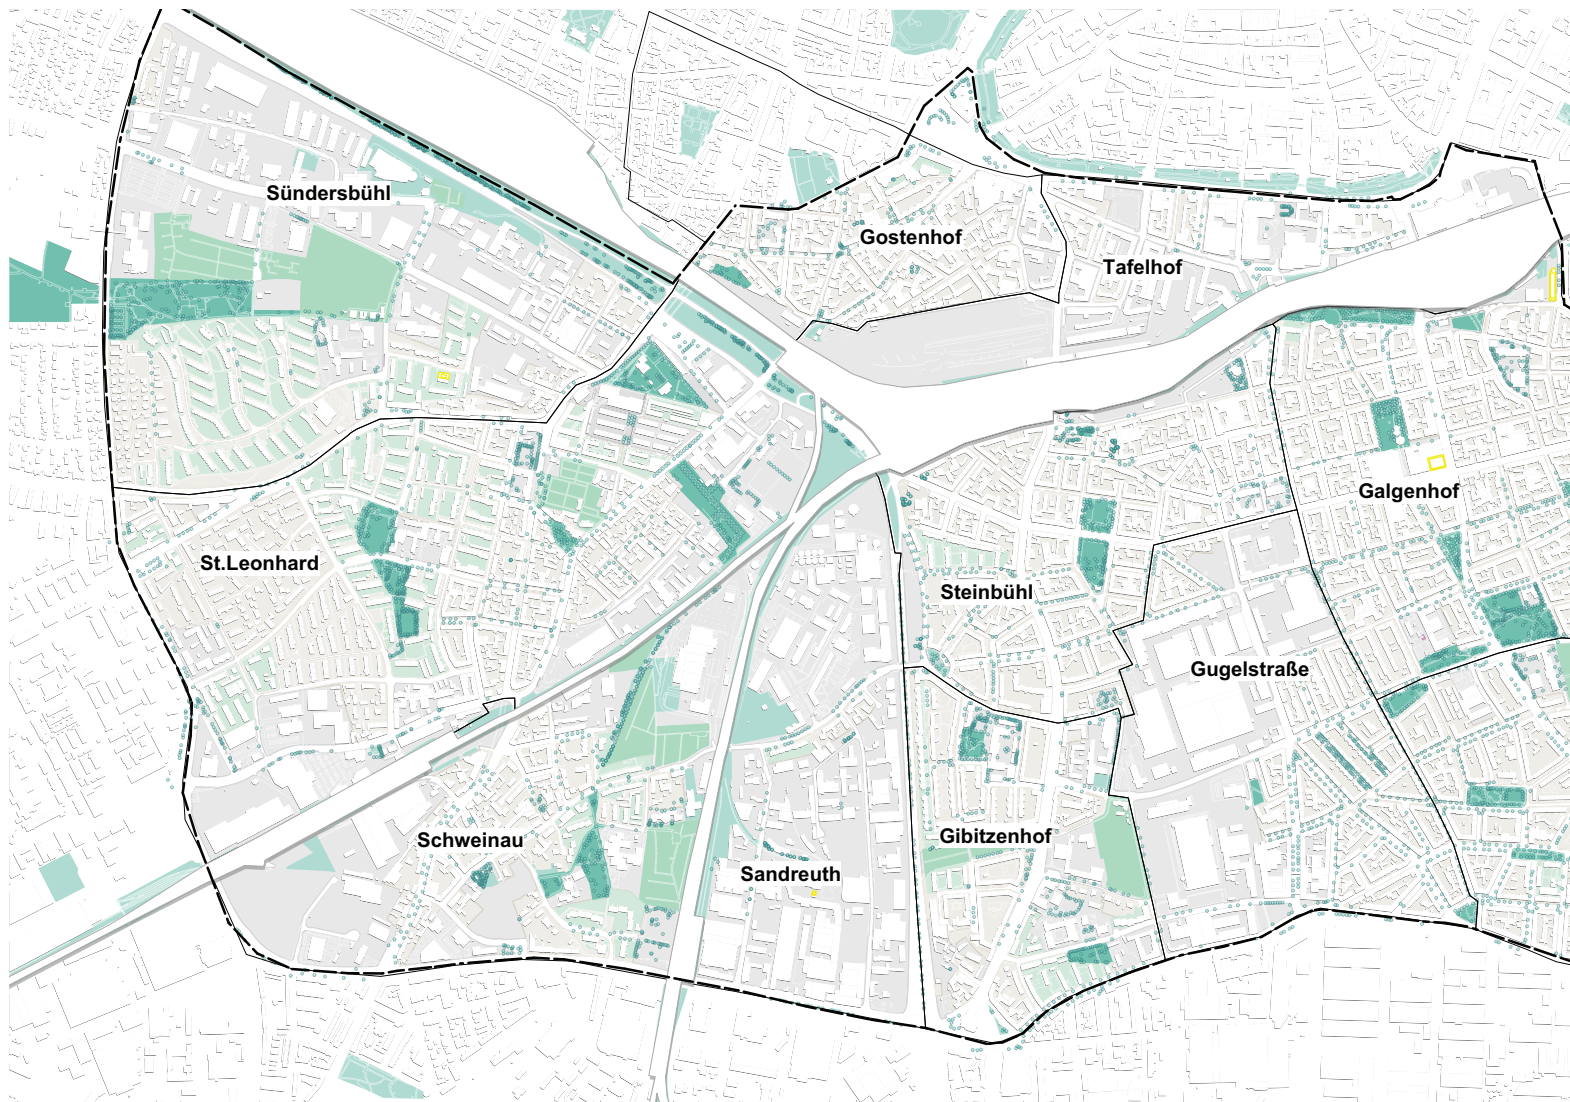 Sündersbühl
Gostenhof
Tafelhof
Galgenhof
St.Leonhard
Steinbühl
Gugelstraße
Schweinau
Gibitzenhof
Sandreuth